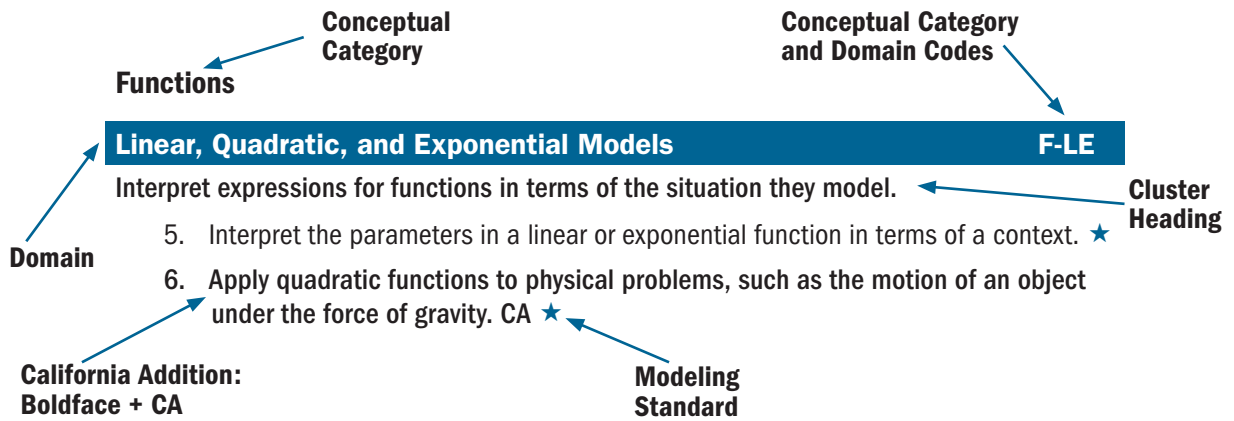 Conceptual
Category
Conceptual Category
and Domain Codes
Functions
Linear, Quadratic, and Exponential Models F-LE
Interpret expressions for functions in terms of the situation they model.
Cluster
Heading
5. Interpret the parameters in a linear or exponential function in terms of a context. ★
Domain
6. Apply quadratic functions to physical problems, such as the motion of an object
under the force of gravity. CA ★
California Addition:
Boldface + CA
Modeling
Standard